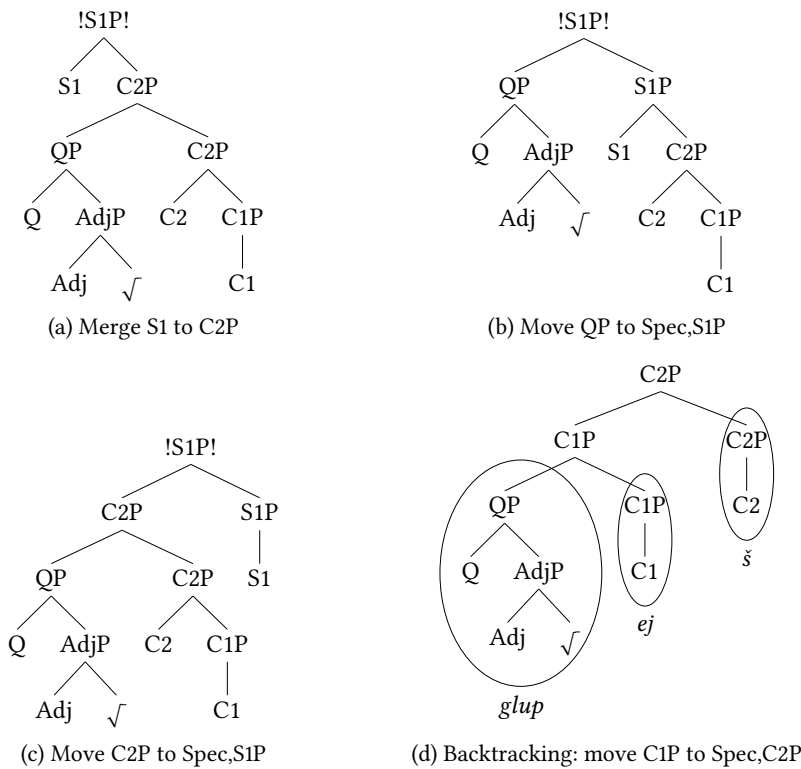 !S1P!
S1 C2P
QP C2P
Q AdjP C2 C1P
Adj √ C1
(a) Merge S1 to C2P
!S1P!
QP S1P
Q AdjP S1 C2P
Adj √ C2 C1P
C1
(b) Move QP to Spec,S1P
!S1P!
C2P S1P
QP C2P S1
Q AdjP C2 C1P
Adj √ C1
(c) Move C2P to Spec,S1P
C2P
C1P C2P
QP C1P C2
š
Q AdjP C1
Adj √ ej
glup
(d) Backtracking: move C1P to Spec,C2P